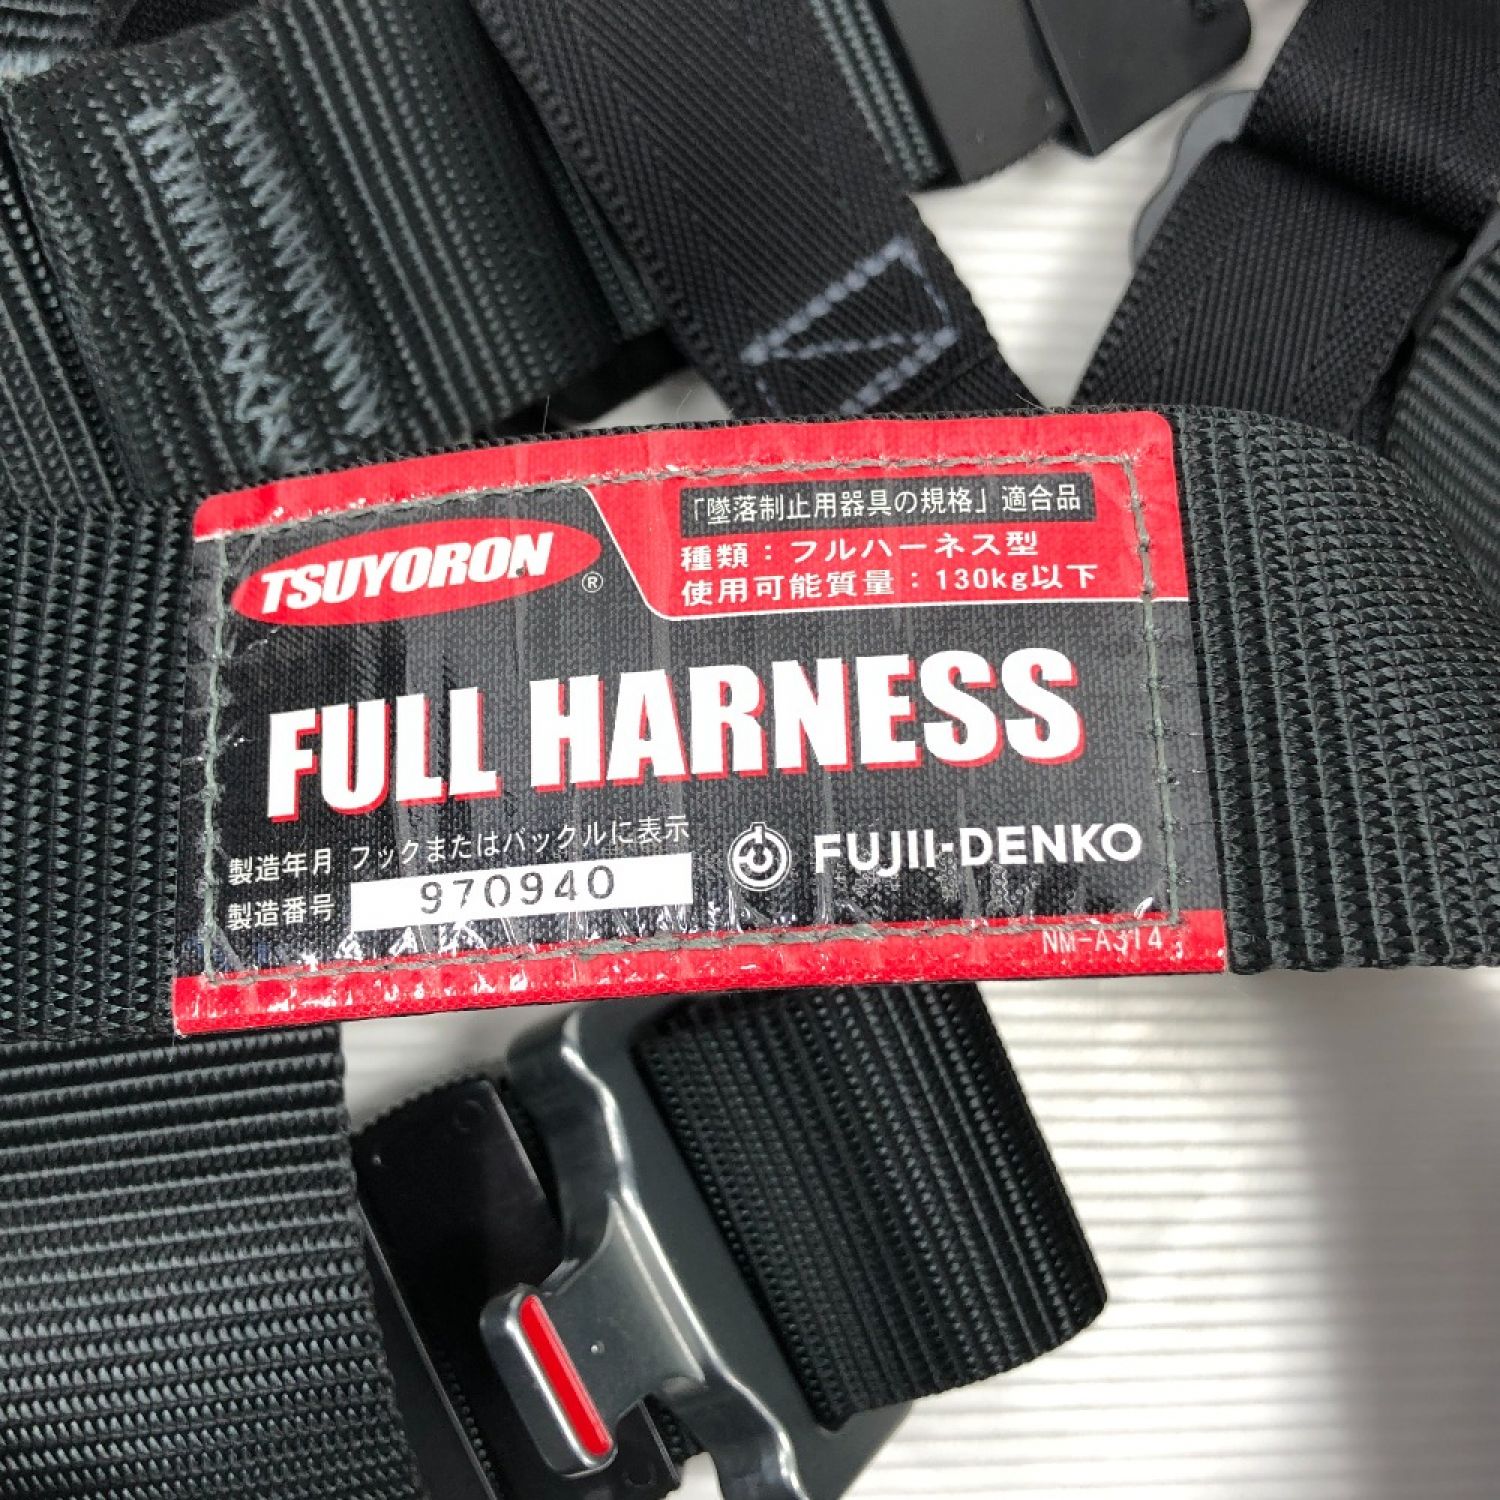 TSUYORON®
「墜落制止用器具の規格」適合品
種類：フルハーネス型
使用可能質量：130kg以下
FULL HARNESS
製造年月 フックまたはバックルに表示
製造番号 970940
FUJII-DENKO
NM-A314